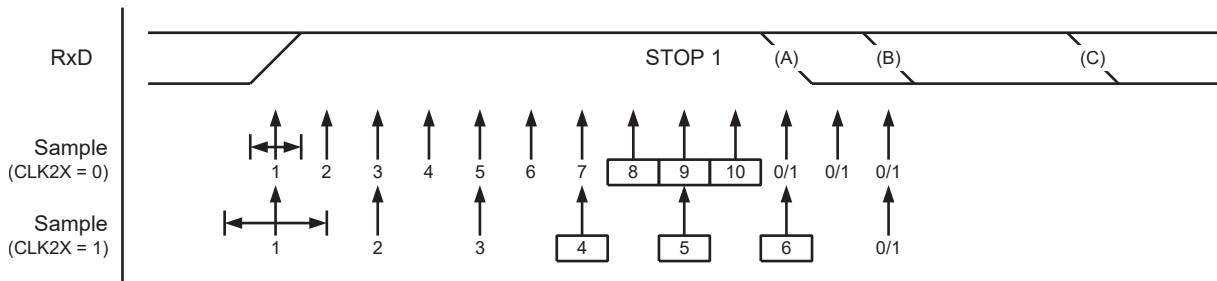 RxD STOP 1 (A) (B) (C)
Sample
(CLK2X = 0)
1 2 3 4 5 6 7 8 9 10 0/1 0/1 0/1
Sample
(CLK2X = 1)
1 2 3 4 5 6 0/1